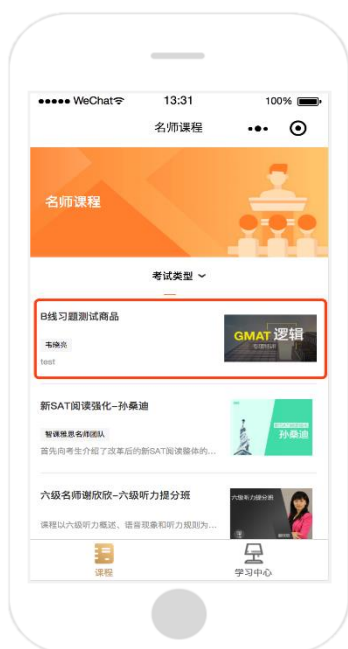 WeChat 13:31 100%
名师课程
名师课程
考试类型
B线习题测试商品
韦晓亮
test
GMAT 逻辑
新SAT阅读强化-孙桑迪
智课雅思名师团队
首先向考生介绍了改革后的新SAT阅读整体的...
孙桑迪
六级名师谢欣欣-六级听力提分班
课程以六级听力概述、语音现象和听力规则为...
六级听力提分班
课程
学习中心